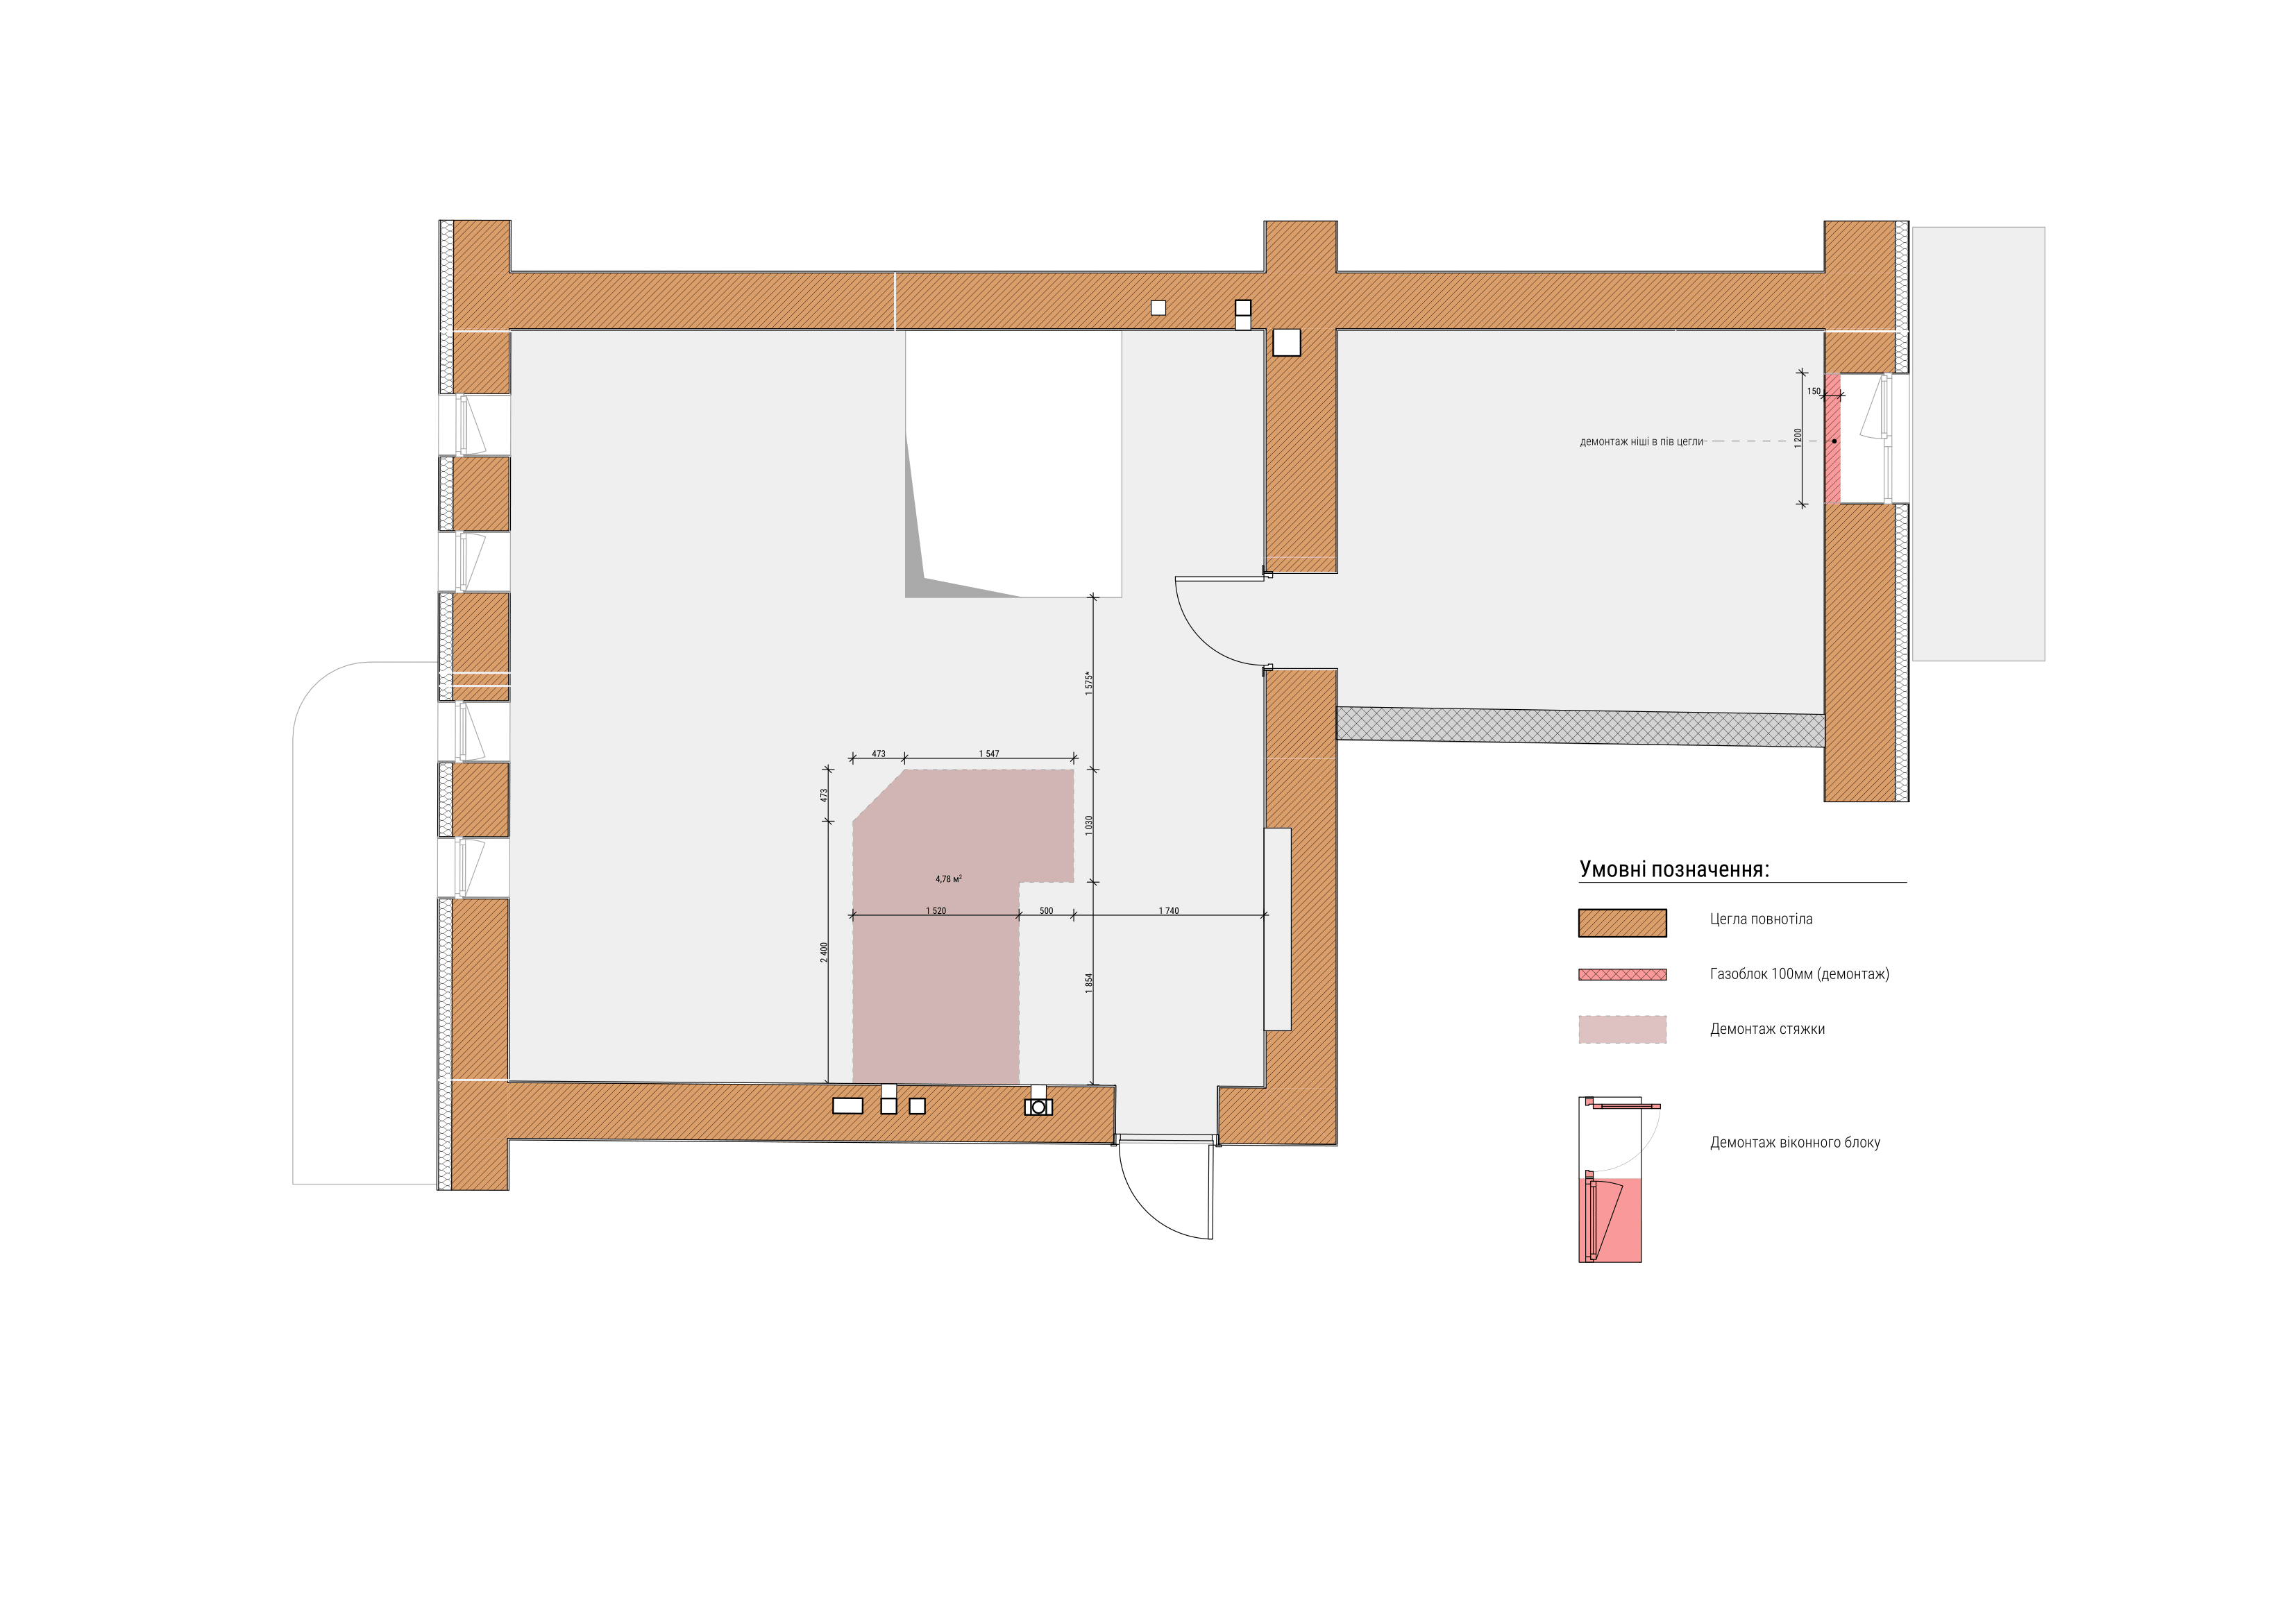 150
демонтаж ніші в пів цегли
1 200
1 575*
473
1 547
473
1 030
4,78 м²
1 520
500
1 740
2 400
1 854
Умовні позначення:
Цегла повнотіла
Газоблок 100мм (демонтаж)
Демонтаж стяжки
Демонтаж віконного блоку